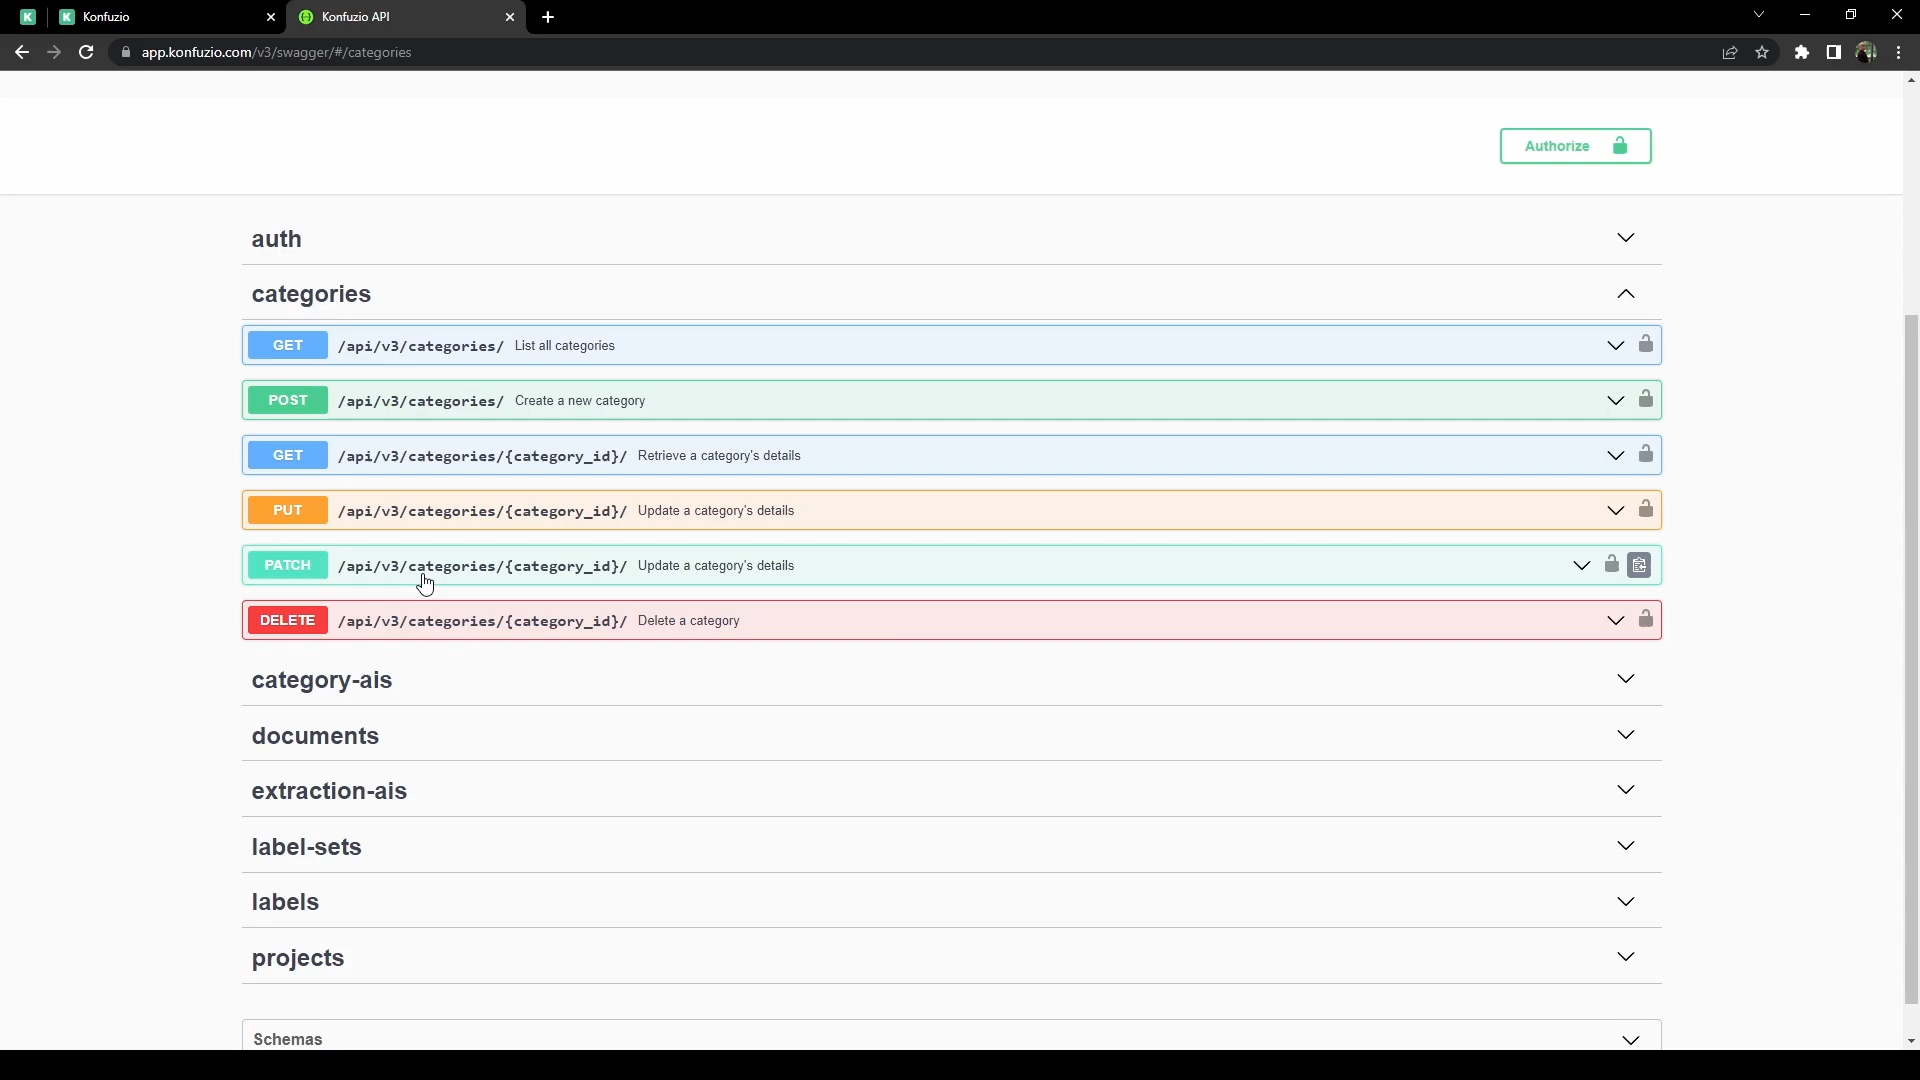 Konfuzio
Konfuzio API
app.konfuzio.com/v3/swagger/#/categories
Authorize
auth
categories
GET /api/v3/categories/ List all categories
POST /api/v3/categories/ Create a new category
GET /api/v3/categories/{category_id}/ Retrieve a category's details
PUT /api/v3/categories/{category_id}/ Update a category's details
PATCH /api/v3/categories/{category_id}/ Update a category's details
DELETE /api/v3/categories/{category_id}/ Delete a category
category-ais
documents
extraction-ais
label-sets
labels
projects
Schemas